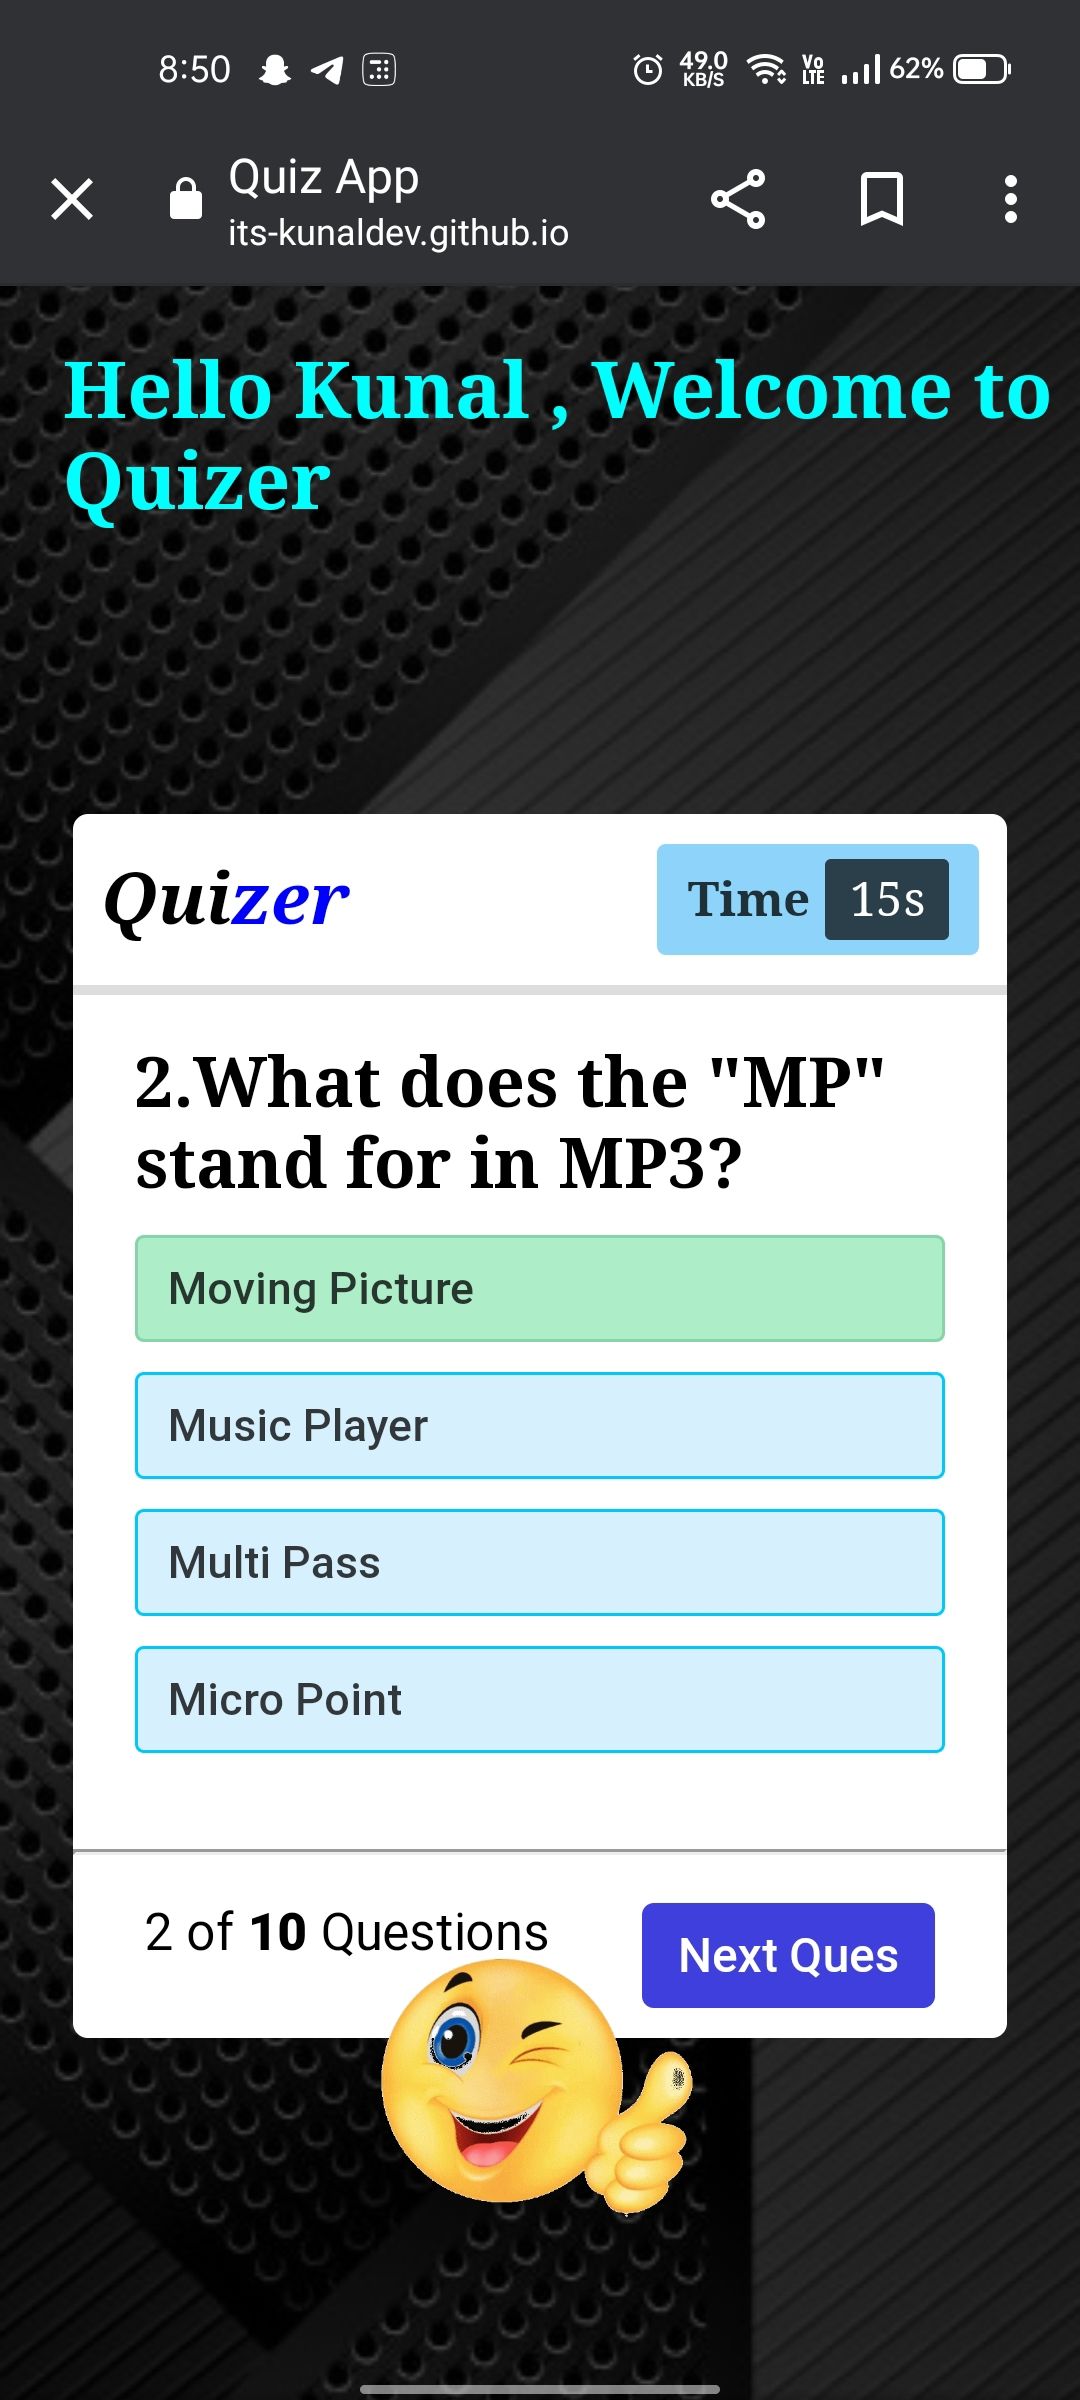 8:50
49.0
KB/S
Vo
LTE
62%
Quiz App
its-kunaldev.github.io
Hello Kunal , Welcome to
Quizer
Quizer
Time 15s
2.What does the "MP"
stand for in MP3?
Moving Picture
Music Player
Multi Pass
Micro Point
2 of 10 Questions
Next Ques